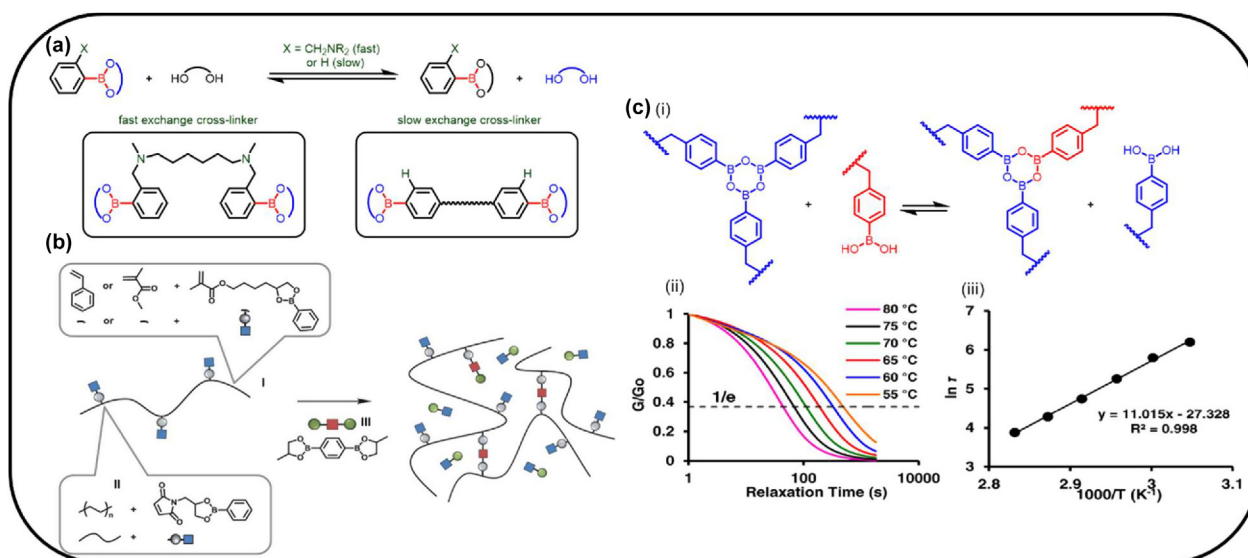 (a)
X
B
O
O
+
HO
OH
X = CH₂NR₂ (fast)
or H (slow)
X
B
O
O
+
HO
OH
fast exchange cross-linker
N
N
O
B
O
B
O
O
slow exchange cross-linker
H
H
O
B
O
B
O
O
(b)
or
+
O
O
O
O
O
O
B
or
+
I
II
n
+
O
N
O
O
O
B
+
III
O
B
O
B
O
O
(c) (i)
O
B
B
O
O
B
+
HO
B
OH
O
B
B
O
O
B
+
HO
OH
B
(ii)
G/Go
1
0.8
0.6
0.4
0.2
0
1/e
80 °C
75 °C
70 °C
65 °C
60 °C
55 °C
1
100
10000
Relaxation Time (s)
(iii)
ln τ
7
6
5
4
3
y = 11.015x - 27.328
R² = 0.998
2.8
2.9
3
3.1
1000/T (K⁻¹)